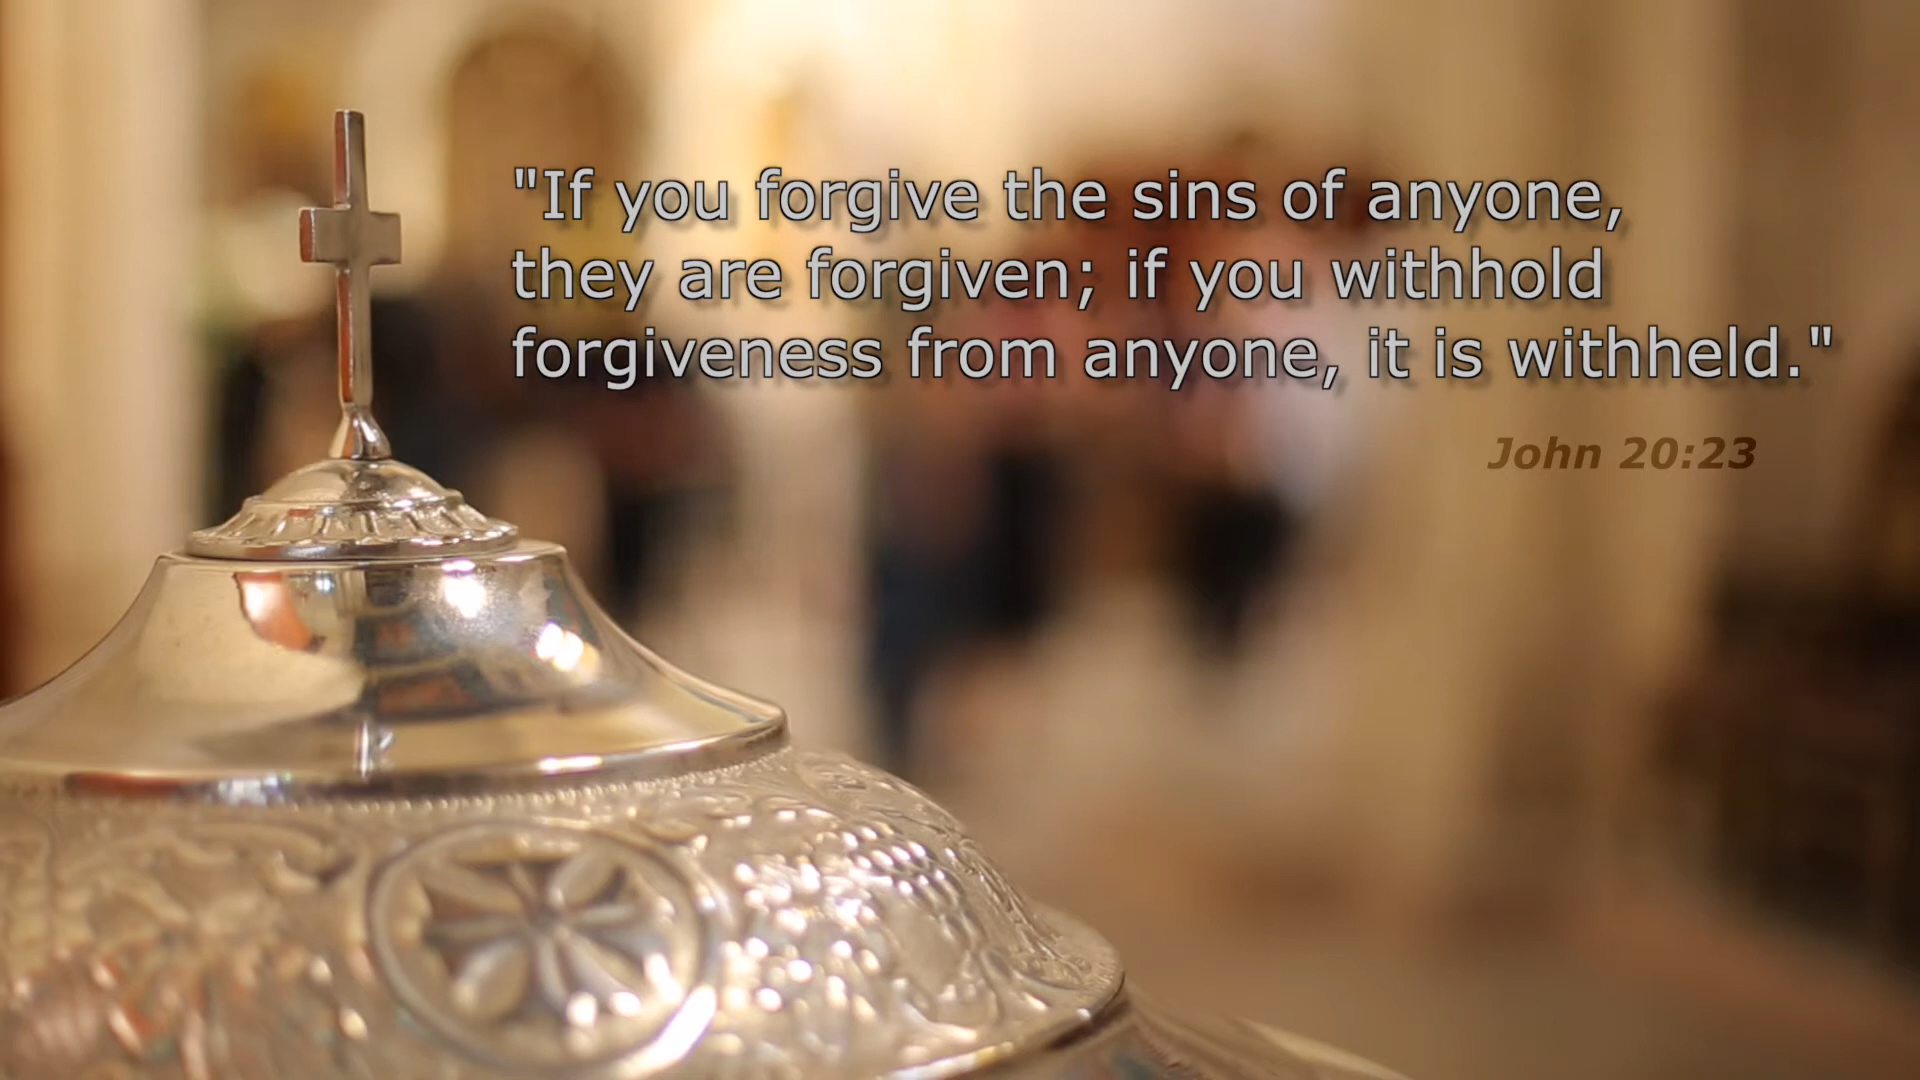 "If you forgive the sins of anyone,
they are forgiven; if you withhold
forgiveness from anyone, it is withheld."
John 20:23